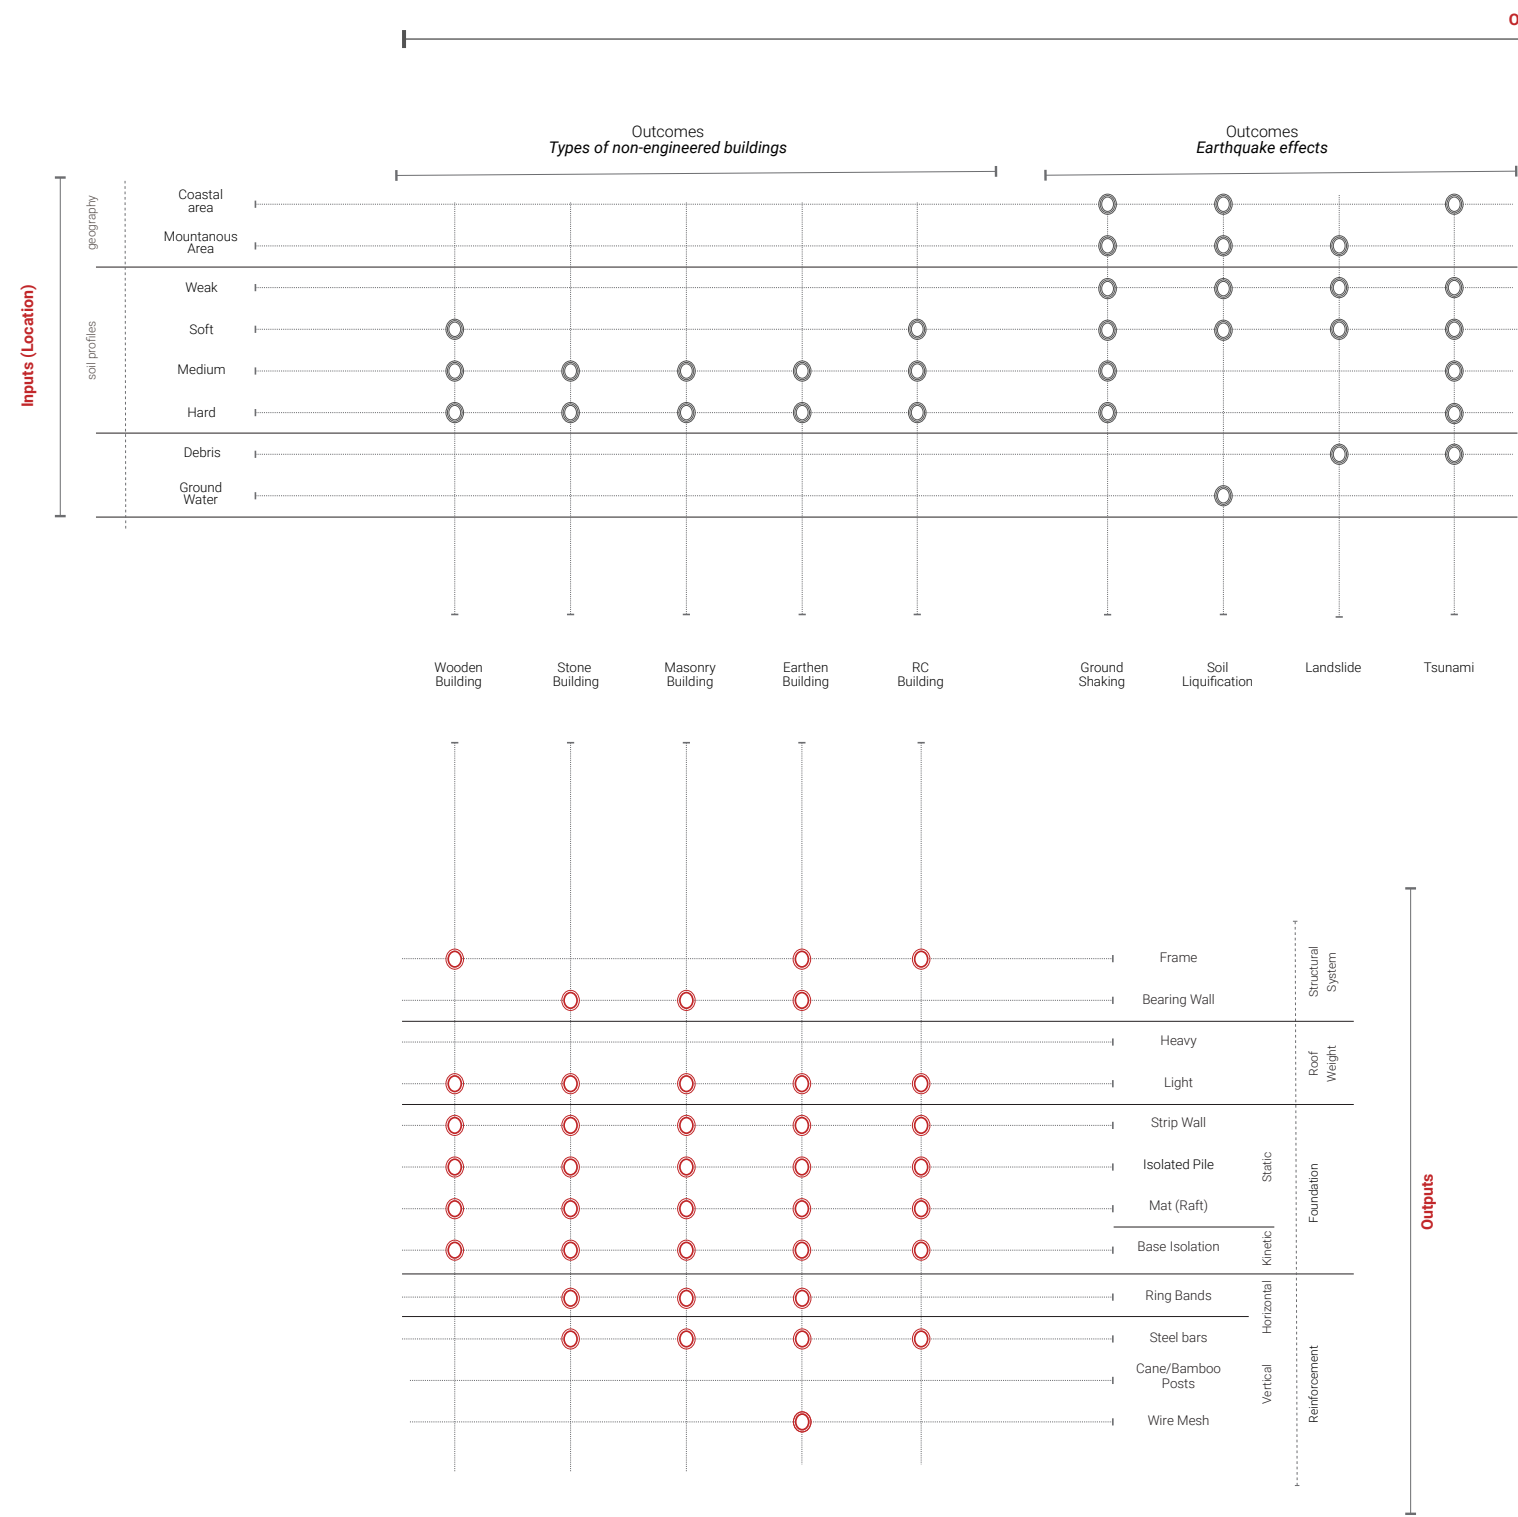 O
Outcomes
Types of non-engineered buildings
Outcomes
Earthquake effects
Inputs (Location)
geography
Coastal
area
Mountanous
Area
soil profiles
Weak
Soft
Medium
Hard
Debris
Ground
Water
Wooden
Building
Stone
Building
Masonry
Building
Earthen
Building
RC
Building
Ground
Shaking
Soil
Liquification
Landslide
Tsunami
Frame
Bearing Wall
Structural
System
Heavy
Light
Roof
Weight
Strip Wall
Isolated Pile
Mat (Raft)
Static
Base Isolation
Kinetic
Foundation
Ring Bands
Horizontal
Steel bars
Cane/Bamboo
Posts
Wire Mesh
Vertical
Reinforcement
Outputs